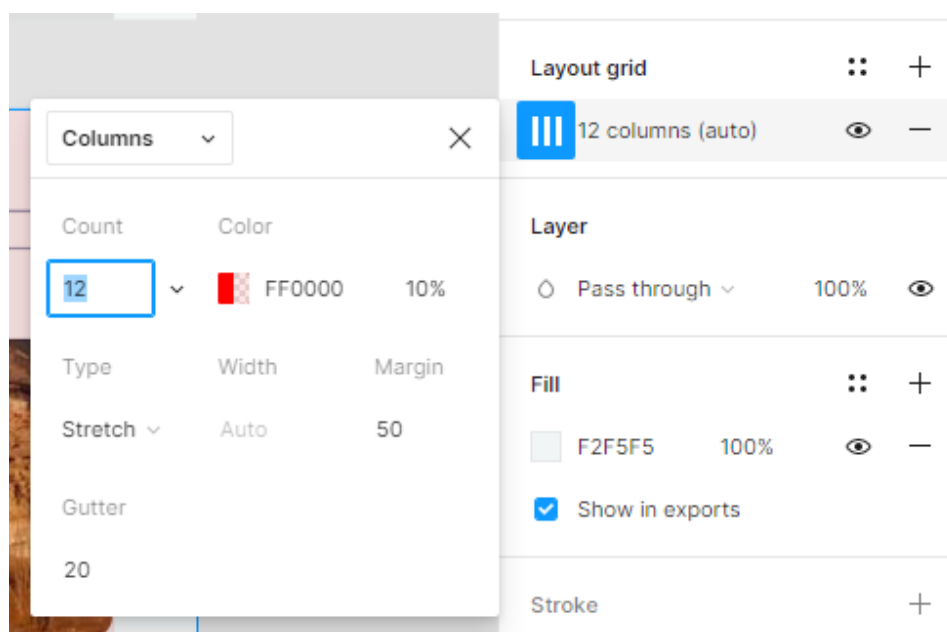 Columns
Count Color
12 FF0000 10%
Type Width Margin
Stretch Auto 50
Gutter
20
Layout grid
12 columns (auto)
Layer
Pass through 100%
Fill
F2F5F5 100%
Show in exports
Stroke